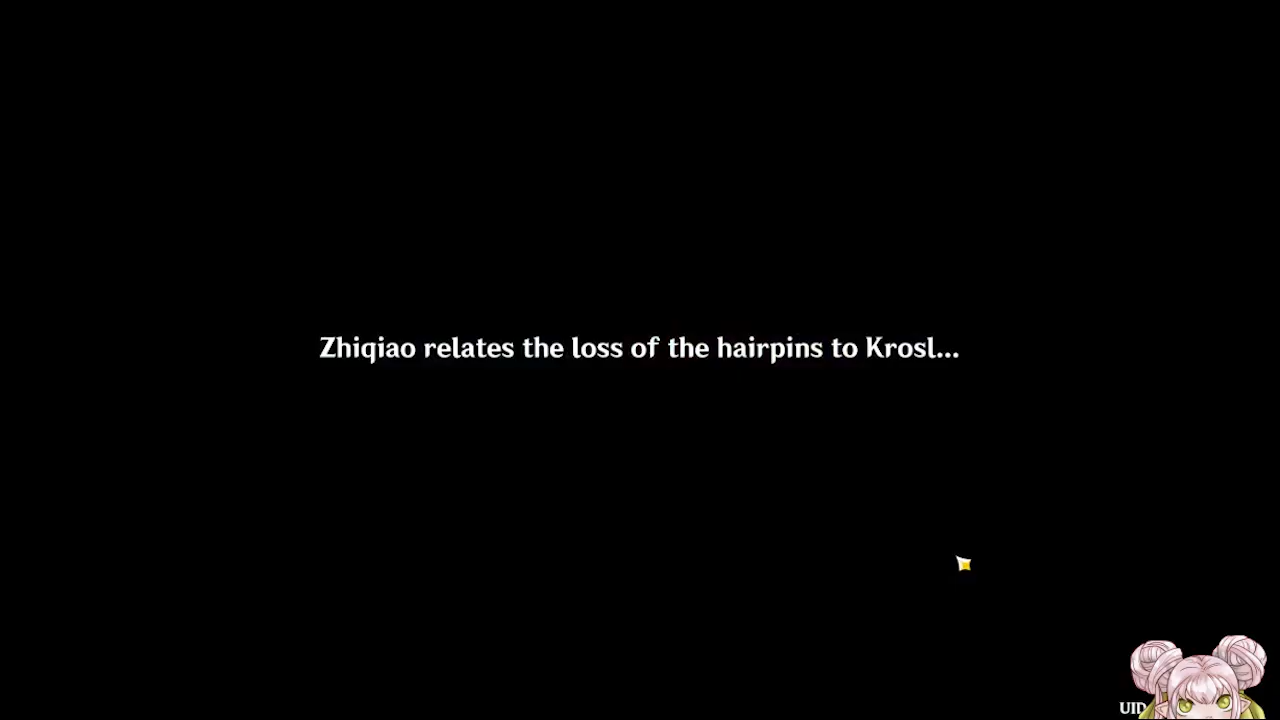 Zhiqiao relates the loss of the hairpins to Krosl...
UID